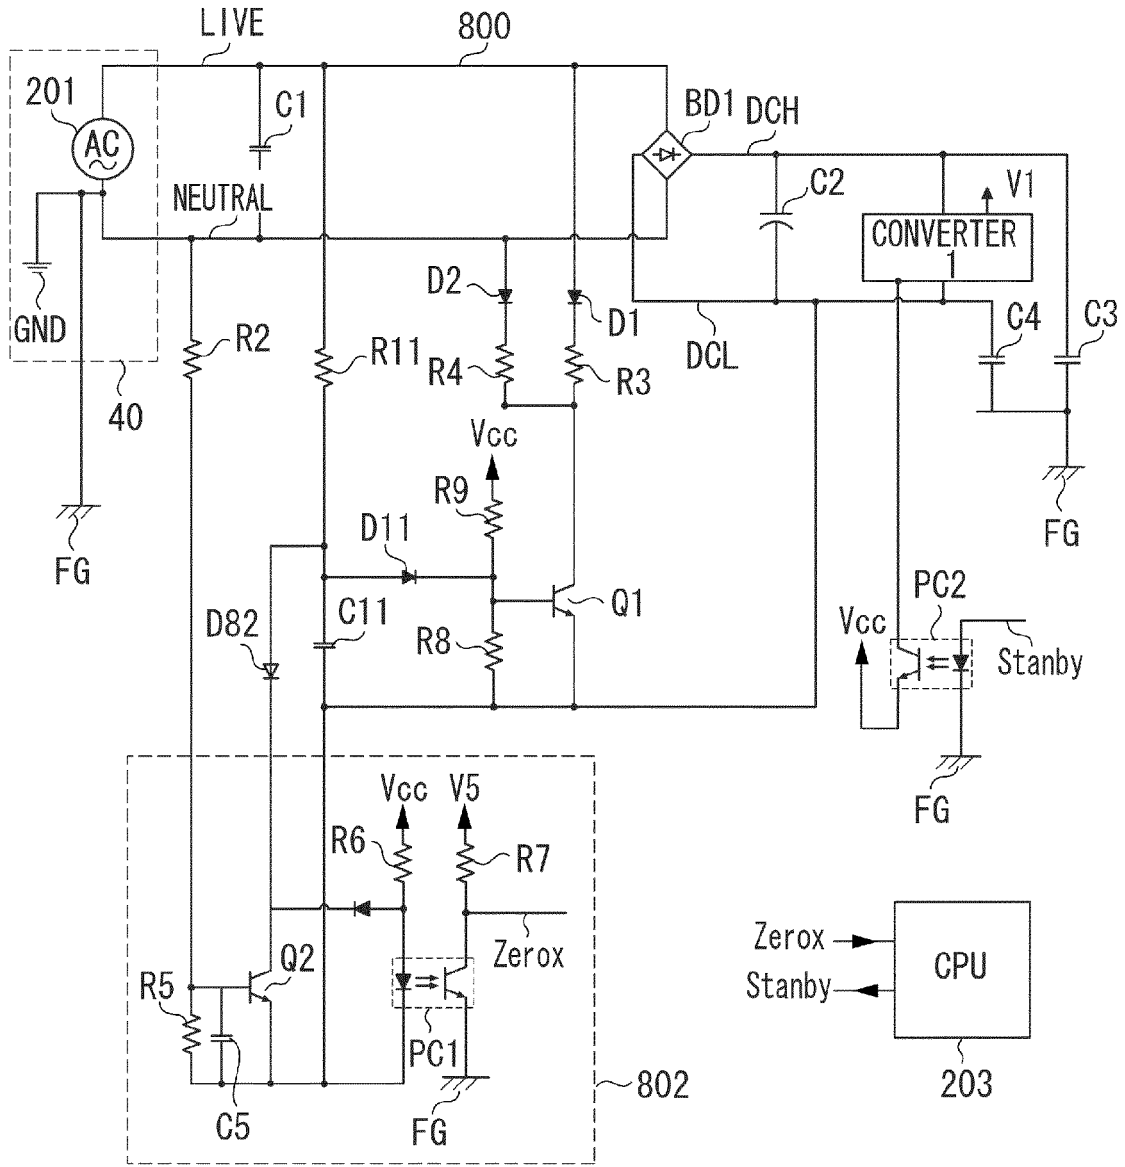 LIVE
800
201
AC
C1
BD1
DCH
C2
V1
NEUTRAL
CONVERTER
1
D2
D1
GND
R2
R11
R4
R3
DCL
C4
C3
40
Vcc
R9
FG
FG
D11
PC2
D82
C11
R8
Q1
Vcc
Stanby
FG
Vcc
V5
R6
R7
Zerox
Q2
R5
PC1
C5
FG
802
Zerox
Stanby
CPU
203